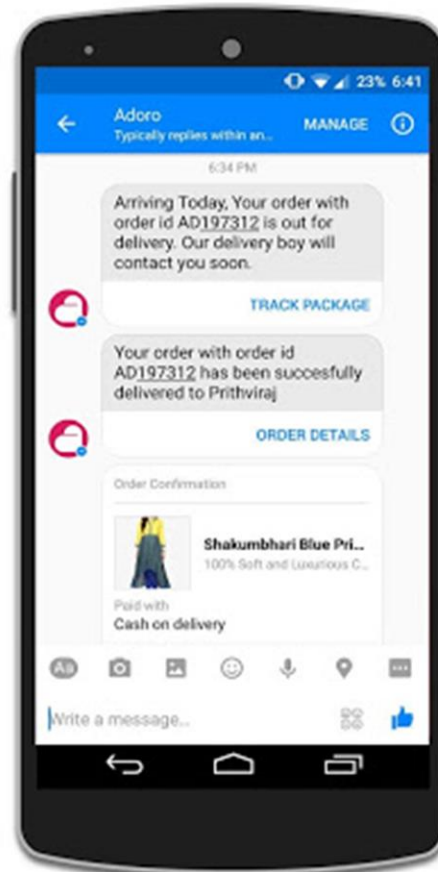 23% 6:41
Adoro
Typically replies within an...
MANAGE
6:34 PM
Arriving Today, Your order with
order id AD197312 is out for
delivery. Our delivery boy will
contact you soon.
TRACK PACKAGE
Your order with order id
AD197312 has been succesfully
delivered to Prithviraj
ORDER DETAILS
Order Confirmation
Shakumbhari Blue Pri...
100% Soft and Luxurious C...
Paid with
Cash on delivery
Aa
Write a message...